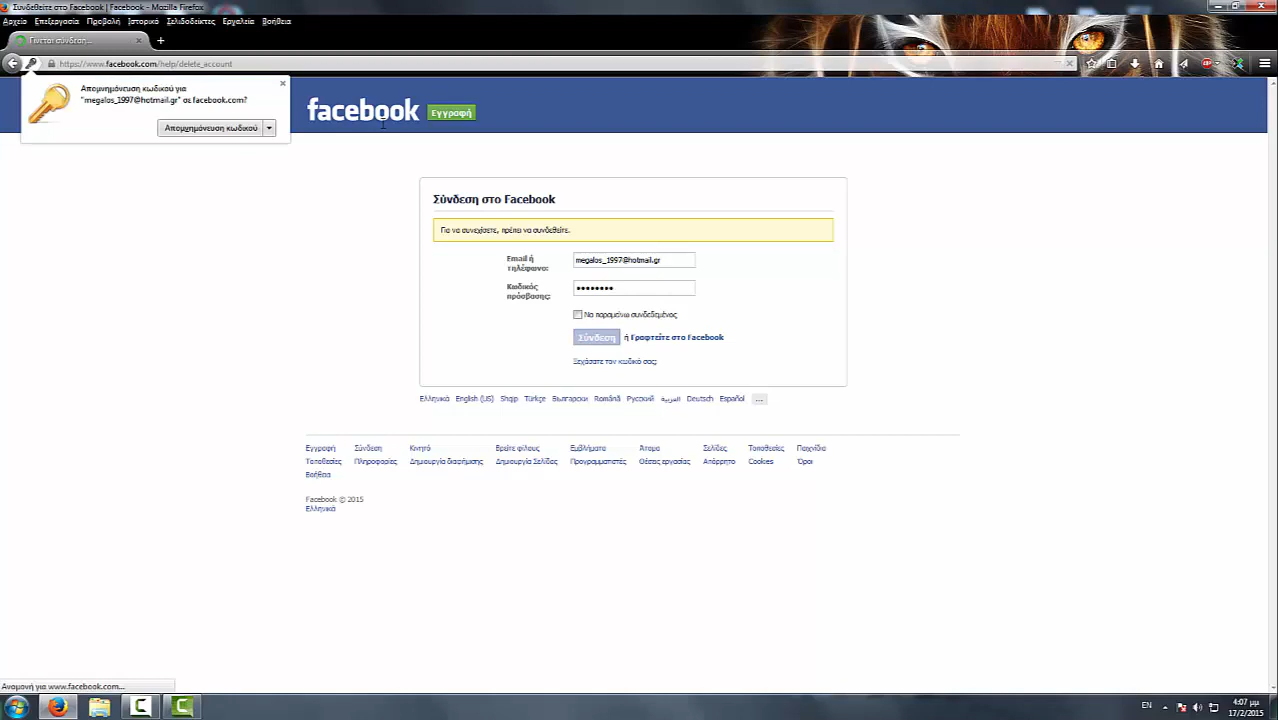 Συνδεθείτε στο Facebook | Facebook - Mozilla Firefox
Αρχείο Επεξεργασία Προβολή Ιστορικό Σελιδοδείκτες Εργαλεία Βοήθεια
Γίνεται σύνδεση...
https://www.facebook.com/help/delete_account
Απομνημόνευση κωδικού για
"megalos_1997@hotmail.gr" σε facebook.com?
Απομνημόνευση κωδικού
facebook Εγγραφή
Σύνδεση στο Facebook
Για να συνεχίσετε, πρέπει να συνδεθείτε.
Email ή
τηλέφωνο:
megalos_1997@hotmail.gr
Κωδικός
πρόσβασης:
••••••••
Να παραμείνω συνδεδεμένος
Σύνδεση ή Γραφτείτε στο Facebook
Ξεχάσατε τον κωδικό σας;
Ελληνικά English (US) Shqip Türkçe Български Română Русский العربية Deutsch Español ...
Εγγραφή Σύνδεση Κινητό Βρείτε φίλους Εμβλήματα Άτομα Σελίδες Τοποθεσίες Παιχνίδια
Τοποθεσίες Πληροφορίες Δημιουργία διαφήμισης Δημιουργία Σελίδας Προγραμματιστές Θέσεις εργασίας Απόρρητο Cookies Όροι
Βοήθεια
Facebook © 2015
Ελληνικά
Αναμονή για www.facebook.com...
EN
4:07 μμ
17/2/2015